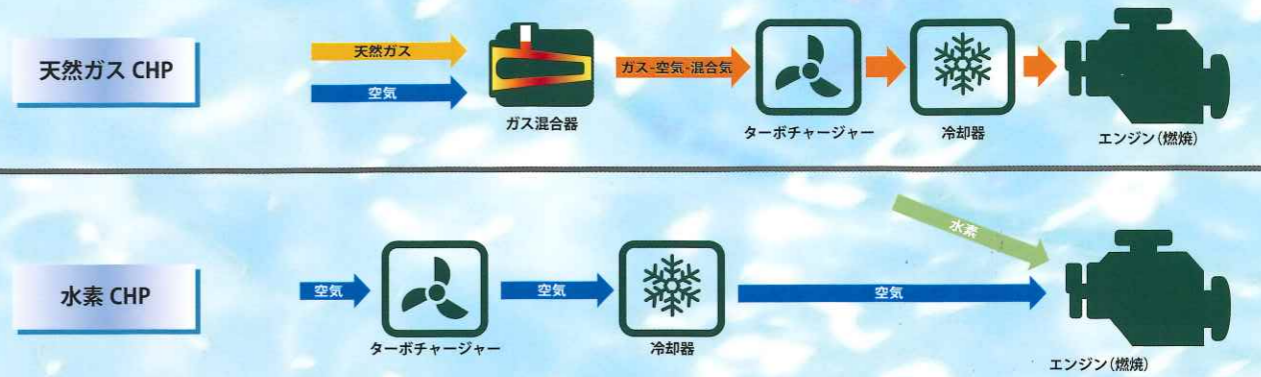 天然ガス CHP
天然ガス
空気
ガス混合器
ガス-空気-混合気
ターボチャージャー
冷却器
エンジン(燃焼)
水素 CHP
空気
ターボチャージャー
空気
冷却器
水素
空気
エンジン(燃焼)